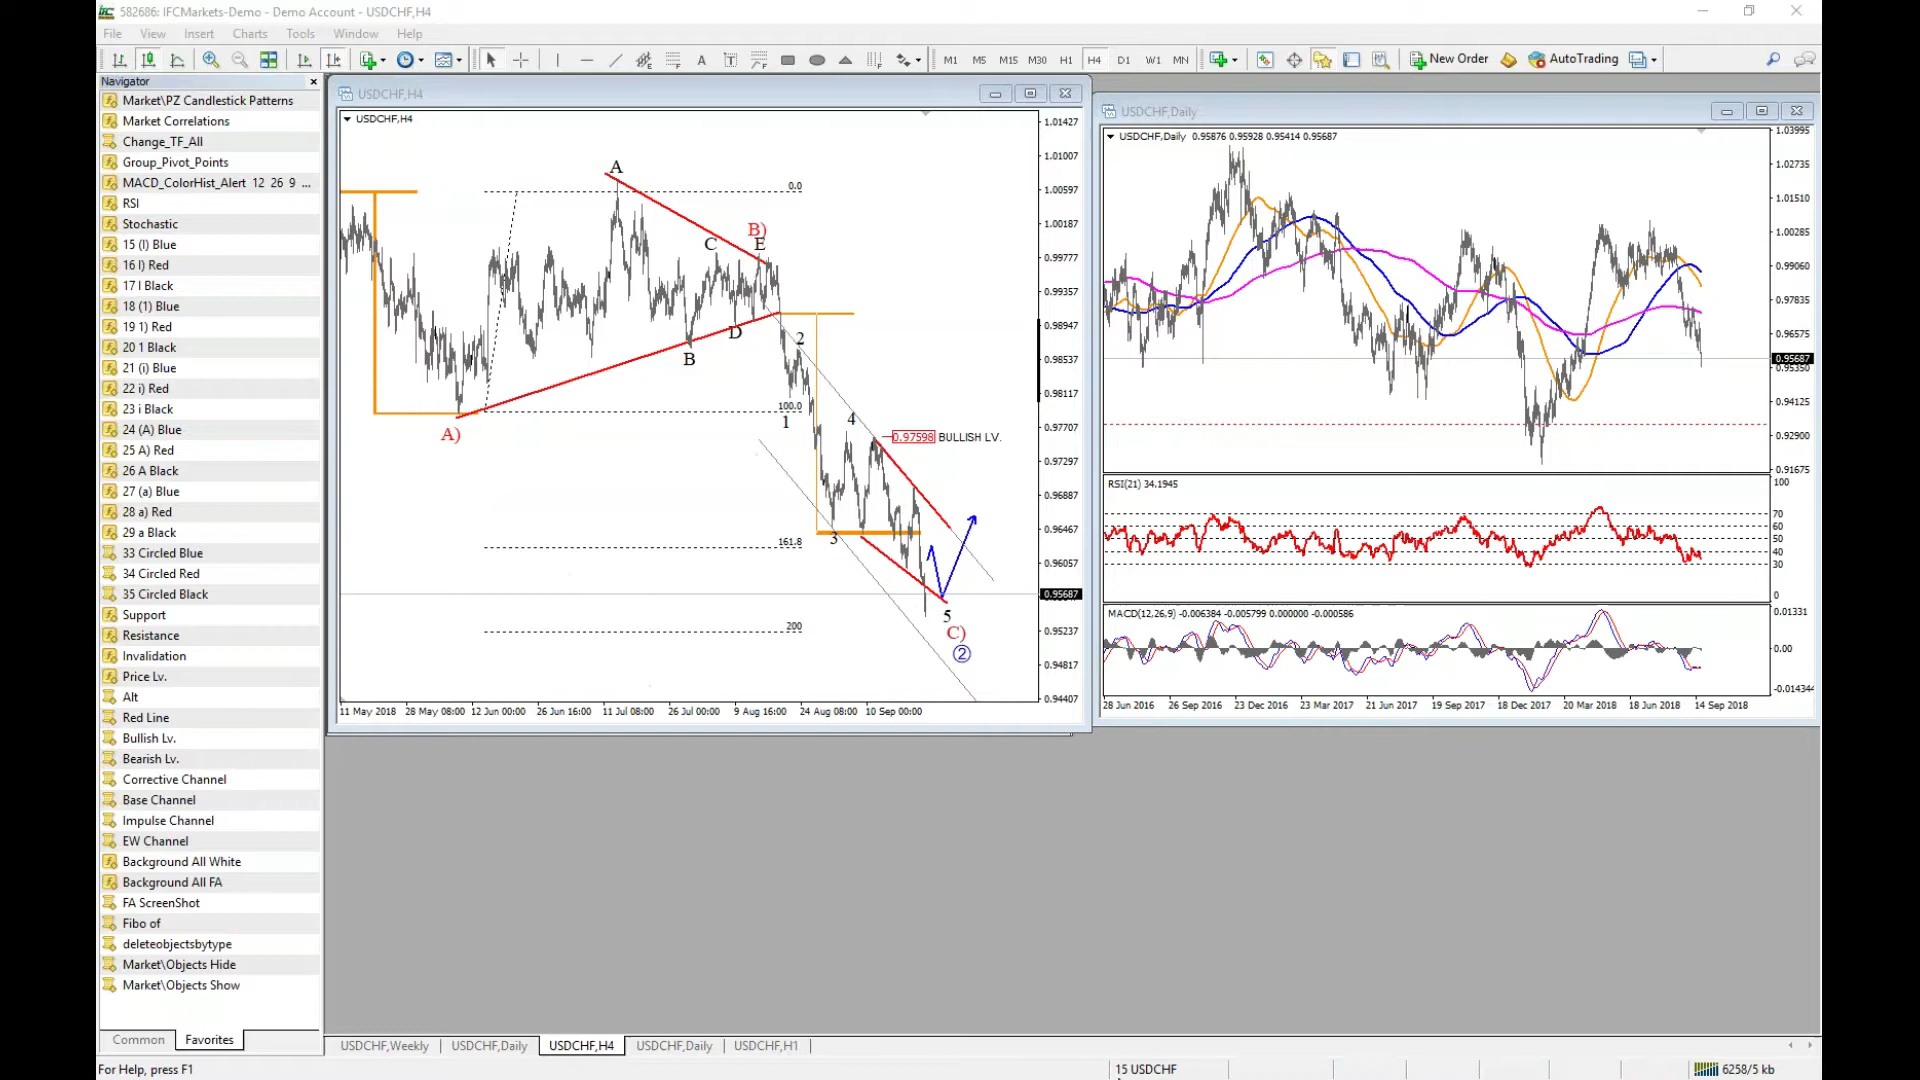 582686: IFCMarkets-Demo - Demo Account - USDCHF,H4
File View Insert Charts Tools Window Help
A T M1 M5 M15 M30 H1 H4 D1 W1 MN New Order AutoTrading
Navigator
Market\PZ Candlestick Patterns
Market Correlations
Change_TF_All
Group_Pivot_Points
MACD_ColorHist_Alert 12 26 9 ...
RSI
Stochastic
15 (I) Blue
16 I) Red
17 I Black
18 (1) Blue
19 1) Red
20 1 Black
21 (i) Blue
22 i) Red
23 i Black
24 (A) Blue
25 A) Red
26 A Black
27 (a) Blue
28 a) Red
29 a Black
33 Circled Blue
34 Circled Red
35 Circled Black
Support
Resistance
Invalidation
Price Lv.
Alt
Red Line
Bullish Lv.
Bearish Lv.
Corrective Channel
Base Channel
Impulse Channel
EW Channel
Background All White
Background All FA
FA ScreenShot
Fibo of
deleteobjectsbytype
Market\Objects Hide
Market\Objects Show
Common Favorites
USDCHF,H4
USDCHF,H4
A
0.0
B)
C E
D
B
2
100.0
1
4
A)
0.97598 BULLISH LV.
3
161.8
5
C)
200
②
1.01427
1.01007
1.00597
1.00187
0.99777
0.99357
0.98947
0.98537
0.98117
0.97707
0.97297
0.96887
0.96467
0.96057
0.95687
0.95237
0.94817
0.94407
11 May 2018 28 May 08:00 12 Jun 00:00 26 Jun 16:00 11 Jul 08:00 26 Jul 00:00 9 Aug 16:00 24 Aug 08:00 10 Sep 00:00
USDCHF,Daily
USDCHF,Daily 0.95876 0.95928 0.95414 0.95687
1.03995
1.02735
1.01510
1.00285
0.99060
0.97835
0.96575
0.95687
0.95350
0.94125
0.92900
0.91675
RSI(21) 34.1945
100
70
60
50
40
30
0
MACD(12,26,9) -0.006384 -0.005799 0.000000 -0.000586
0.01331
0.00
-0.014344
28 Jun 2016 26 Sep 2016 23 Dec 2016 23 Mar 2017 21 Jun 2017 19 Sep 2017 18 Dec 2017 20 Mar 2018 18 Jun 2018 14 Sep 2018
USDCHF,Weekly USDCHF,Daily USDCHF,H4 USDCHF,Daily USDCHF,H1
For Help, press F1
15 USDCHF
6258/5 kb